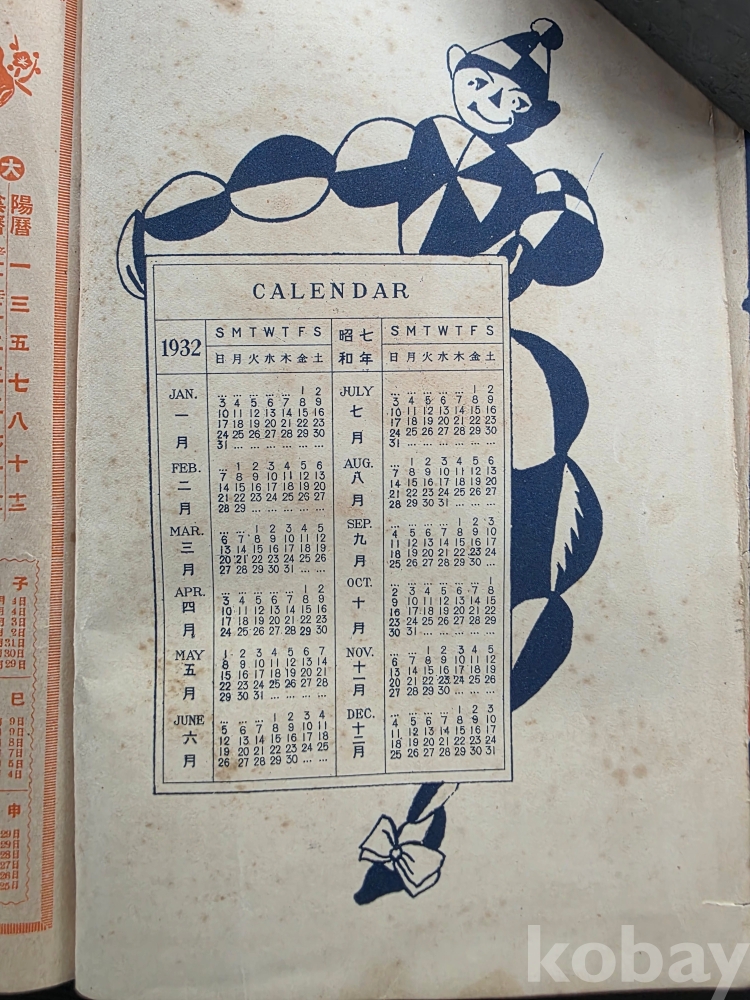 大
陽曆
一
三
五
七
八
十
十二
子
巳
申
CALENDAR
1932
S M T W T F S
日 月 火 水 木 金 土
昭七
和年
S M T W T F S
日 月 火 水 木 金 土
JAN.
一
月
... ... ... ... ... 1 2
3 4 5 6 7 8 9
10 11 12 13 14 15 16
17 18 19 20 21 22 23
24 25 26 27 28 29 30
31 ... ... ... ... ... ...
FEB.
二
月
... 1 2 3 4 5 6
7 8 9 10 11 12 13
14 15 16 17 18 19 20
21 22 23 24 25 26 27
28 29 ... ... ... ... ...
MAR.
三
月
... ... 1 2 3 4 5
6 7 8 9 10 11 12
13 14 15 16 17 18 19
20 21 22 23 24 25 26
27 28 29 30 31 ... ...
APR.
四
月
... ... ... ... ... 1 2
3 4 5 6 7 8 9
10 11 12 13 14 15 16
17 18 19 20 21 22 23
24 25 26 27 28 29 30
MAY
五
月
1 2 3 4 5 6 7
8 9 10 11 12 13 14
15 16 17 18 19 20 21
22 23 24 25 26 27 28
29 30 31 ... ... ... ...
JUNE
六
月
... ... ... 1 2 3 4
5 6 7 8 9 10 11
12 13 14 15 16 17 18
19 20 21 22 23 24 25
26 27 28 29 30 ... ...
JULY
七
月
... ... ... ... ... 1 2
3 4 5 6 7 8 9
10 11 12 13 14 15 16
17 18 19 20 21 22 23
24 25 26 27 28 29 30
31 ... ... ... ... ... ...
AUG.
八
月
... 1 2 3 4 5 6
7 8 9 10 11 12 13
14 15 16 17 18 19 20
21 22 23 24 25 26 27
28 29 30 31 ... ... ...
SEP.
九
月
... ... ... ... 1 2 3
4 5 6 7 8 9 10
11 12 13 14 15 16 17
18 19 20 21 22 23 24
25 26 27 28 29 30 ...
OCT.
十
月
... ... ... ... ... ... 1
2 3 4 5 6 7 8
9 10 11 12 13 14 15
16 17 18 19 20 21 22
23 24 25 26 27 28 29
30 31 ... ... ... ... ...
NOV.
十一
月
... ... 1 2 3 4 5
6 7 8 9 10 11 12
13 14 15 16 17 18 19
20 21 22 23 24 25 26
27 28 29 30 ... ... ...
DEC.
十二
月
... ... ... ... 1 2 3
4 5 6 7 8 9 10
11 12 13 14 15 16 17
18 19 20 21 22 23 24
25 26 27 28 29 30 31
kobay